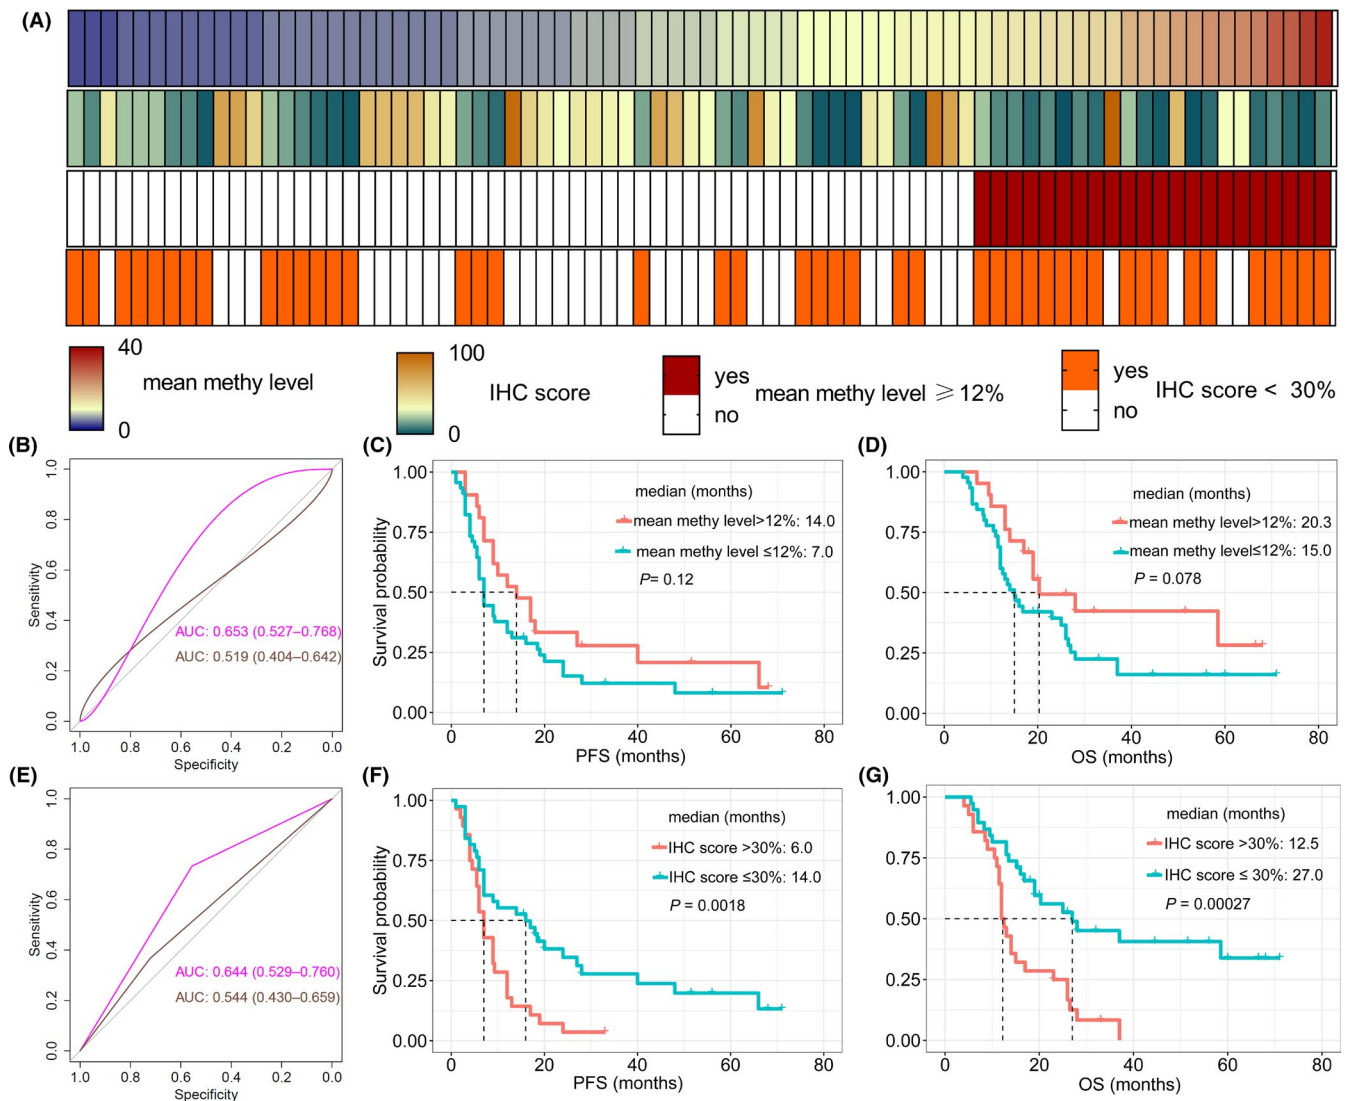 (A)
40
0
mean methy level
100
0
IHC score
yes
no
mean methy level ⩾ 12%
yes
no
IHC score < 30%
(B)
Sensitivity
1.0
0.8
0.6
0.4
0.2
0.0
AUC: 0.653 (0.527–0.768)
AUC: 0.519 (0.404–0.642)
1.0 0.8 0.6 0.4 0.2 0.0
Specificity
(C)
Survival probability
1.00
0.75
0.50
0.25
0.00
median (months)
mean methy level>12%: 14.0
mean methy level ≤12%: 7.0
P= 0.12
0 20 40 60 80
PFS (months)
(D)
1.00
0.75
0.50
0.25
0.00
median (months)
mean methy level>12%: 20.3
mean methy level≤12%: 15.0
P = 0.078
0 20 40 60 80
OS (months)
(E)
Sensitivity
1.0
0.8
0.6
0.4
0.2
0.0
AUC: 0.644 (0.529–0.760)
AUC: 0.544 (0.430–0.659)
1.0 0.8 0.6 0.4 0.2 0.0
Specificity
(F)
Survival probability
1.00
0.75
0.50
0.25
0.00
median (months)
IHC score >30%: 6.0
IHC score ≤30%: 14.0
P = 0.0018
0 20 40 60 80
PFS (months)
(G)
1.00
0.75
0.50
0.25
0.00
median (months)
IHC score >30%: 12.5
IHC score ≤ 30%: 27.0
P = 0.00027
0 20 40 60 80
OS (months)